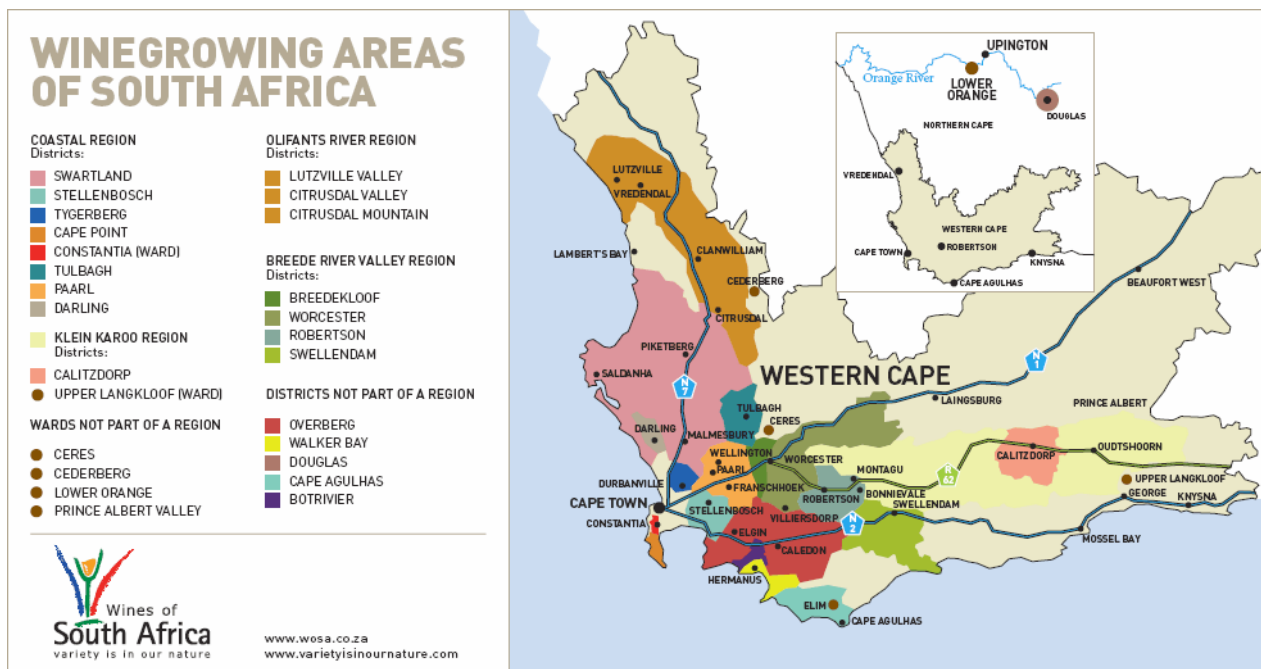 WINEGROWING AREAS
OF SOUTH AFRICA
COASTAL REGION
Districts:
SWARTLAND
STELLENBOSCH
TYGERBERG
CAPE POINT
CONSTANTIA (WARD)
TULBAGH
PAARL
DARLING
KLEIN KAROO REGION
Districts:
CALITZDORP
UPPER LANGKLOOF (WARD)
WARDS NOT PART OF A REGION
CERES
CEDERBERG
LOWER ORANGE
PRINCE ALBERT VALLEY
OLIFANTS RIVER REGION
Districts:
LUTZVILLE VALLEY
CITRUSDAL VALLEY
CITRUSDAL MOUNTAIN
BREEDE RIVER VALLEY REGION
Districts:
BREEDEKLOOF
WORCESTER
ROBERTSON
SWELLENDAM
DISTRICTS NOT PART OF A REGION
OVERBERG
WALKER BAY
DOUGLAS
CAPE AGULHAS
BOTRIVIER
Wines of
South Africa
variety is in our nature
www.wosa.co.za
www.varietyisinournature.com
UPINGTON
Orange River
LOWER
ORANGE
DOUGLAS
NORTHERN CAPE
VREDENDAL
WESTERN CAPE
CAPE TOWN
ROBERTSON
KNYSNA
CAPE AGULHAS
LUTZVILLE
VREDENDAL
LAMBERT'S BAY
CLANWILLIAM
CEDERBERG
CITRUSDAL
BEAUFORT WEST
PIKETBERG
SALDANHA
N
7
WESTERN CAPE
N
1
LAINGSBURG
PRINCE ALBERT
TULBAGH
CERES
DARLING
MALMESBURY
WELLINGTON
PAARL
WORCESTER
MONTAGU
R
62
CALITZDORP
OUDTSHOORN
DURBANVILLE
FRANSCHHOEK
ROBERTSON
BONNIEVALE
UPPER LANGKLOOF
CAPE TOWN
STELLENBOSCH
VILLIERSDORP
SWELLENDAM
GEORGE
KNYSNA
CONSTANTIA
ELGIN
N
2
CALEDON
MOSSEL BAY
HERMANUS
ELIM
CAPE AGULHAS